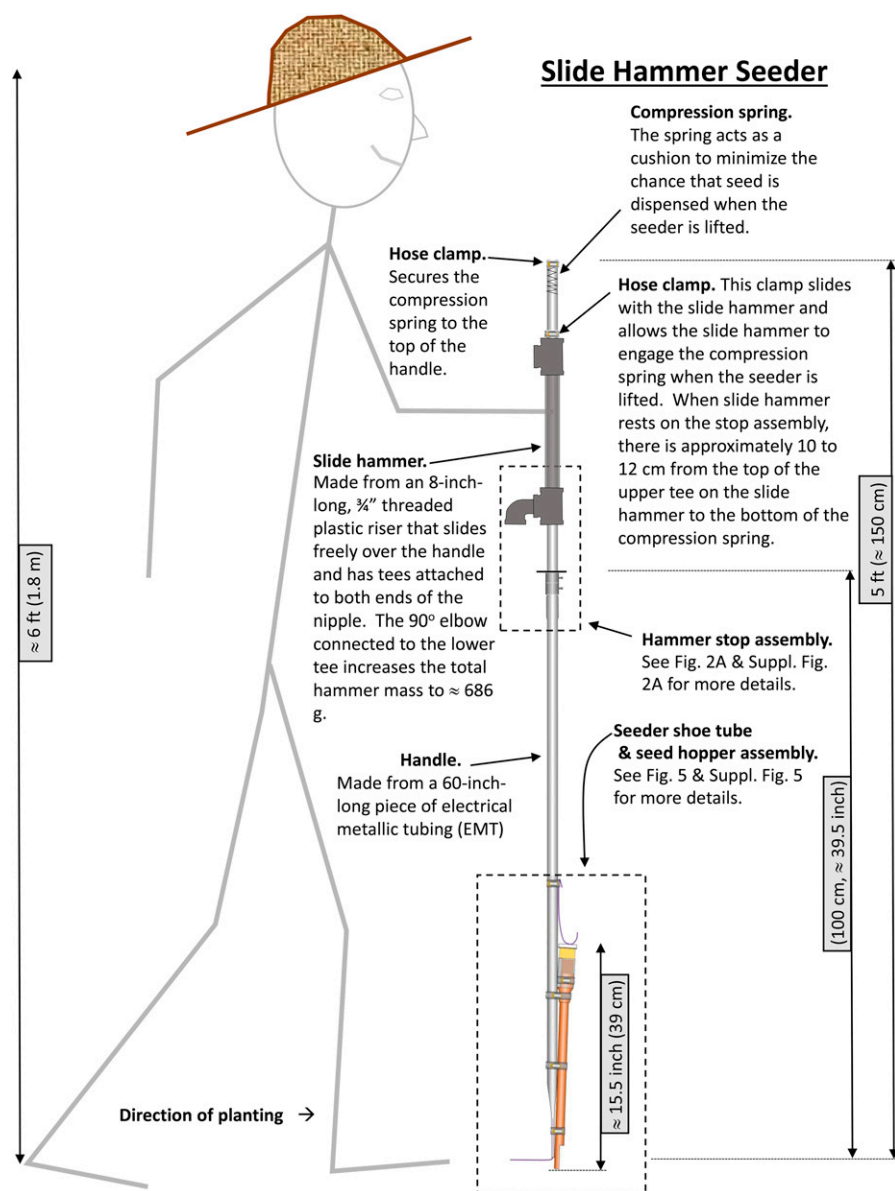 Slide Hammer Seeder
Compression spring.
The spring acts as a
cushion to minimize the
chance that seed is
dispensed when the
seeder is lifted.
Hose clamp.
Secures the
compression
spring to the
top of the
handle.
Hose clamp. This clamp slides
with the slide hammer and
allows the slide hammer to
engage the compression
spring when the seeder is
lifted. When slide hammer
rests on the stop assembly,
there is approximately 10 to
12 cm from the top of the
upper tee on the slide
hammer to the bottom of the
compression spring.
Slide hammer.
Made from an 8-inch-
long, ¾” threaded
plastic riser that slides
freely over the handle
and has tees attached
to both ends of the
nipple. The 90° elbow
connected to the lower
tee increases the total
hammer mass to ≈ 686
g.
≈ 6 ft (1.8 m)
5 ft (≈ 150 cm)
Hammer stop assembly.
See Fig. 2A & Suppl. Fig.
2A for more details.
Seeder shoe tube
& seed hopper assembly.
See Fig. 5 & Suppl. Fig. 5
for more details.
Handle.
Made from a 60-inch-
long piece of electrical
metallic tubing (EMT)
(100 cm, ≈ 39.5 inch)
≈ 15.5 inch (39 cm)
Direction of planting →